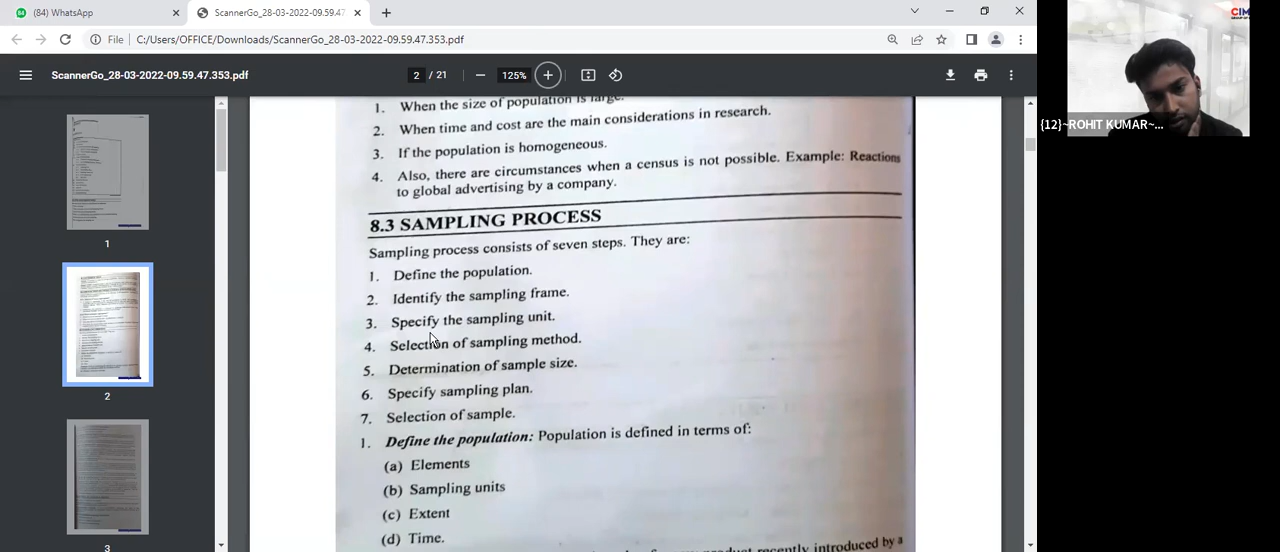 (84) WhatsApp
ScannerGo_28-03-2022-09.59.47
File
C:/Users/OFFICE/Downloads/ScannerGo_28-03-2022-09.59.47.353.pdf
ScannerGo_28-03-2022-09.59.47.353.pdf
2 / 21
125%
1
2
3
1. When the size of population is large.
2. When time and cost are the main considerations in research.
3. If the population is homogeneous.
4. Also, there are circumstances when a census is not possible. Example: Reactions
to global advertising by a company.
8.3 SAMPLING PROCESS
Sampling process consists of seven steps. They are:
1. Define the population.
2. Identify the sampling frame.
3. Specify the sampling unit.
4. Selection of sampling method.
5. Determination of sample size.
6. Specify sampling plan.
7. Selection of sample.
1. Define the population: Population is defined in terms of:
(a) Elements
(b) Sampling units
(c) Extent
(d) Time.
product recently introduced by a
CIM
{12}~ROHIT KUMAR~...